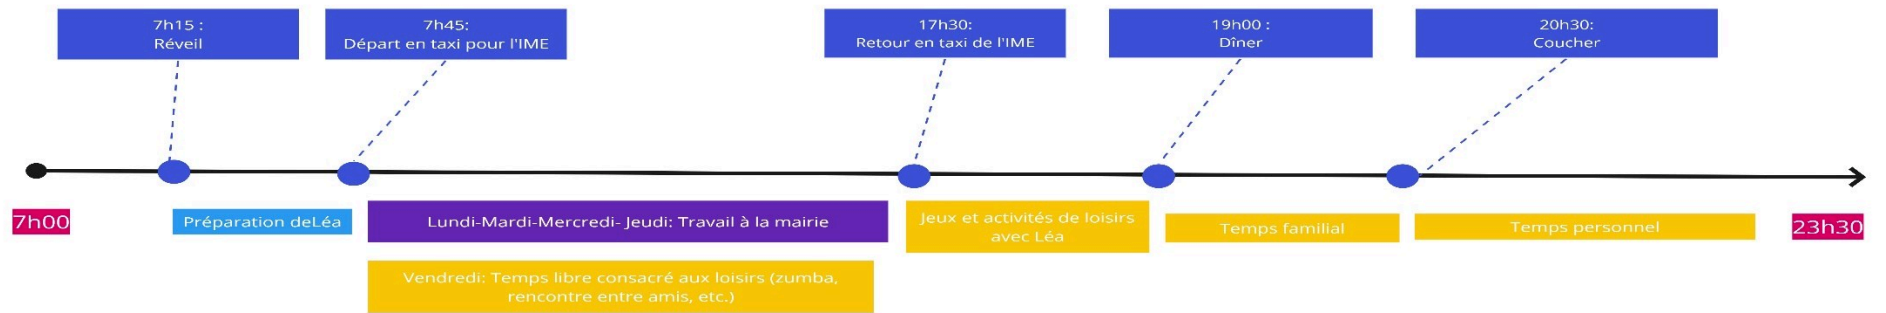 7h15 :
Réveil
7h45:
Départ en taxi pour l'IME
17h30:
Retour en taxi de l'IME
19h00 :
Dîner
20h30:
Coucher
7h00
Préparation deLéa
Lundi-Mardi-Mercredi- Jeudi: Travail à la mairie
Vendredi: Temps libre consacré aux loisirs (zumba,
rencontre entre amis, etc.)
Jeux et activités de loisirs
avec Léa
Temps familial
Temps personnel
23h30